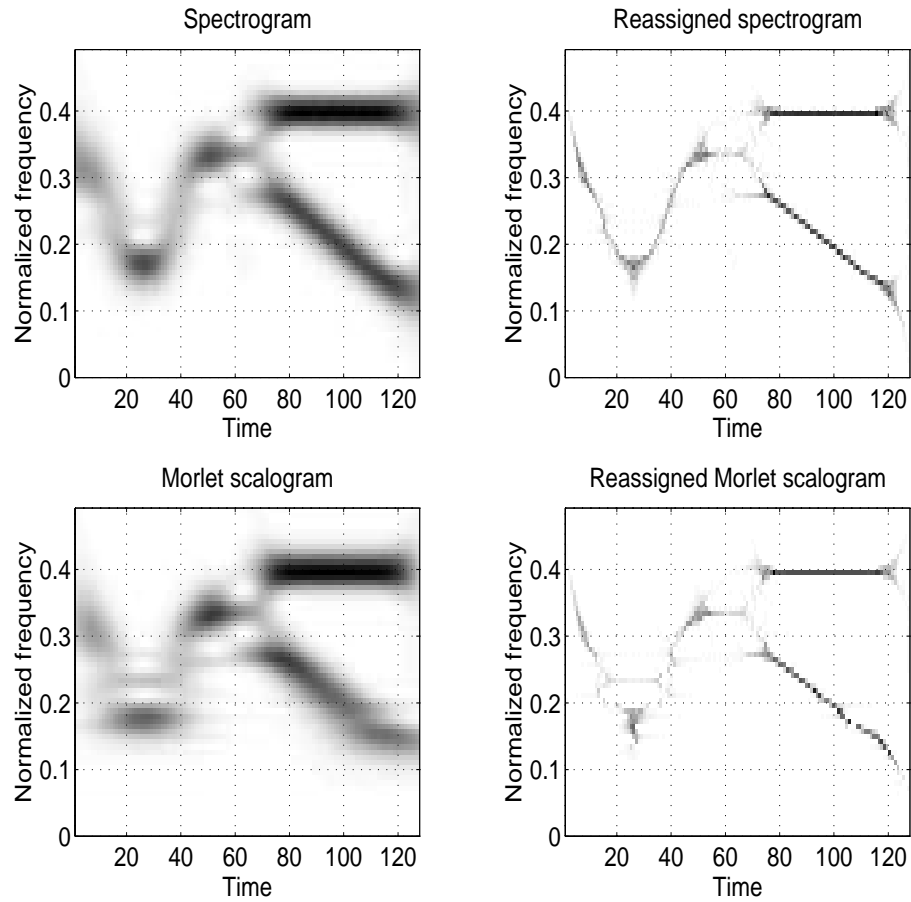 Spectrogram
Normalized frequency
0.4
0.3
0.2
0.1
0
20 40 60 80 100 120
Time
Reassigned spectrogram
Normalized frequency
0.4
0.3
0.2
0.1
0
20 40 60 80 100 120
Time
Morlet scalogram
Normalized frequency
0.4
0.3
0.2
0.1
0
20 40 60 80 100 120
Time
Reassigned Morlet scalogram
Normalized frequency
0.4
0.3
0.2
0.1
0
20 40 60 80 100 120
Time